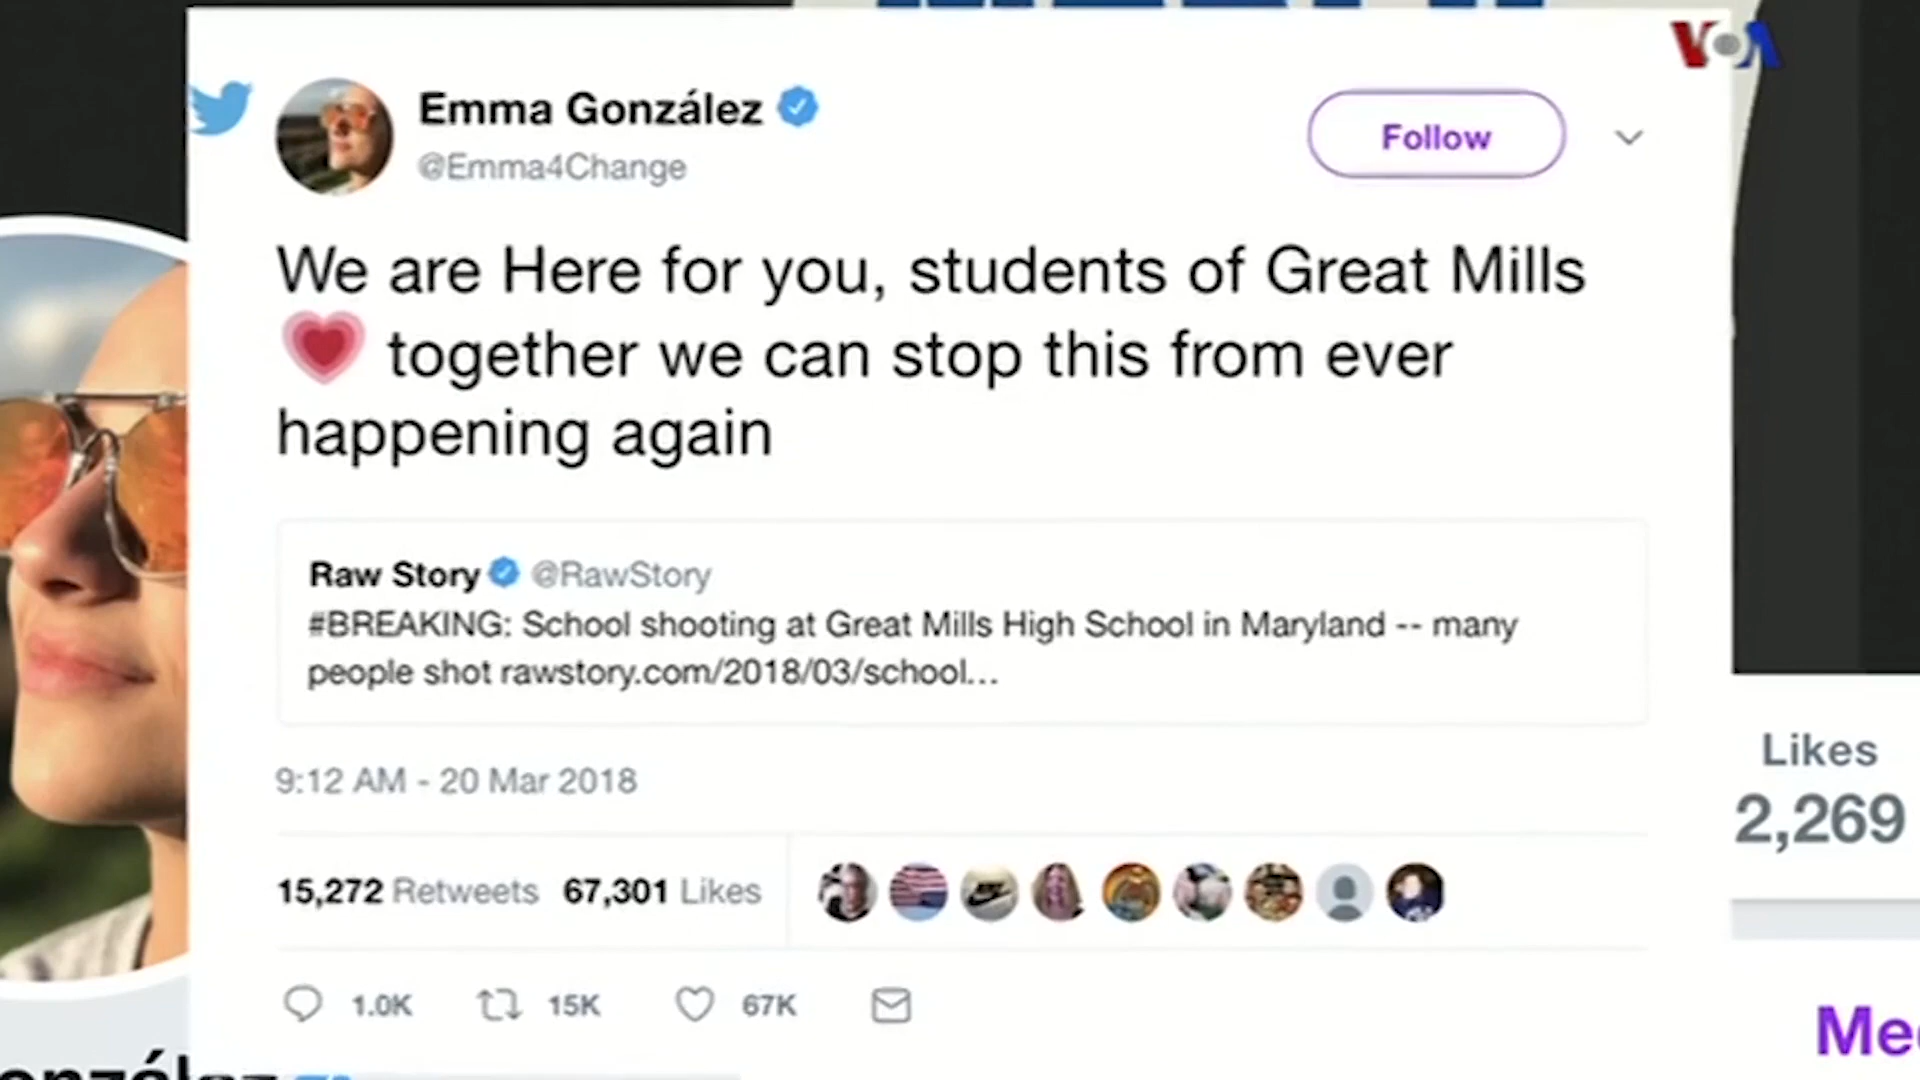 VOA
Emma González
@Emma4Change
Follow
We are Here for you, students of Great Mills
together we can stop this from ever
happening again
Raw Story @RawStory
#BREAKING: School shooting at Great Mills High School in Maryland -- many
people shot rawstory.com/2018/03/school...
9:12 AM - 20 Mar 2018
15,272 Retweets 67,301 Likes
1.0K 15K 67K
Likes
2,269